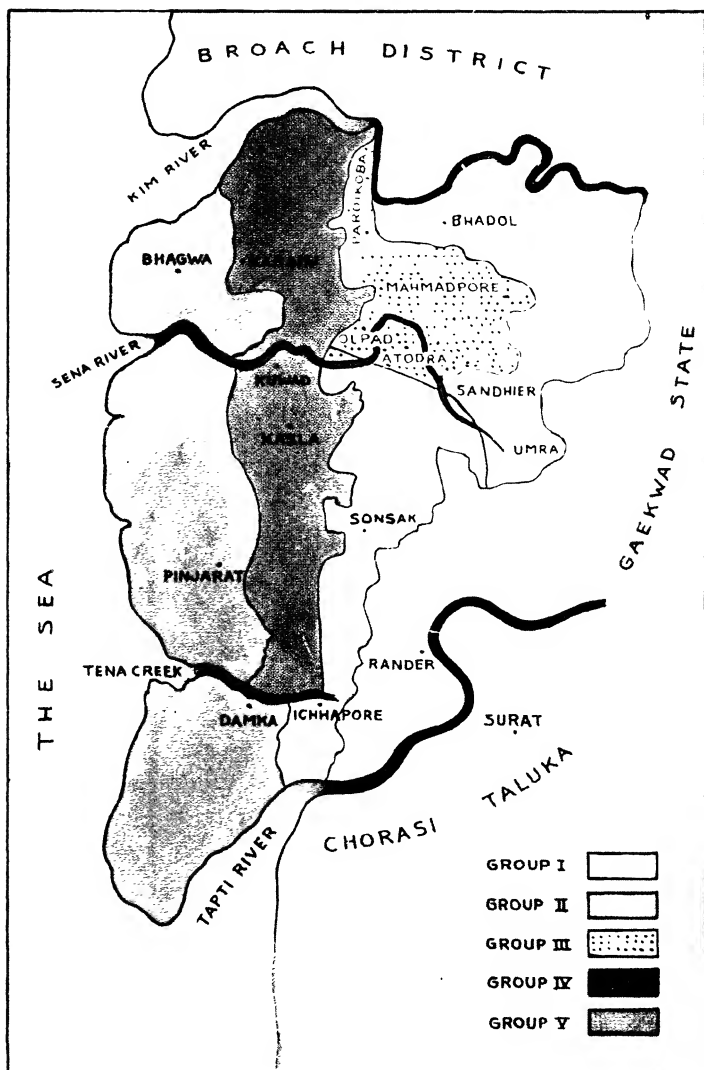 BROACH DISTRICT
KIM RIVER
PARDIKOBA
BHADOL
BHAGWA
MAHMADPORE
SENA RIVER
OLPAD
ATODRA
KUWAD
SANDHIER
KASLA
UMRA
GAEKWAD STATE
SONSAK
THE SEA
PINJARAT
TENA CREEK
RANDER
DAMKA
ICHHAPORE
SURAT
TAPTI RIVER
CHORASI TALUKA
GROUP I
GROUP II
GROUP III
GROUP IV
GROUP V